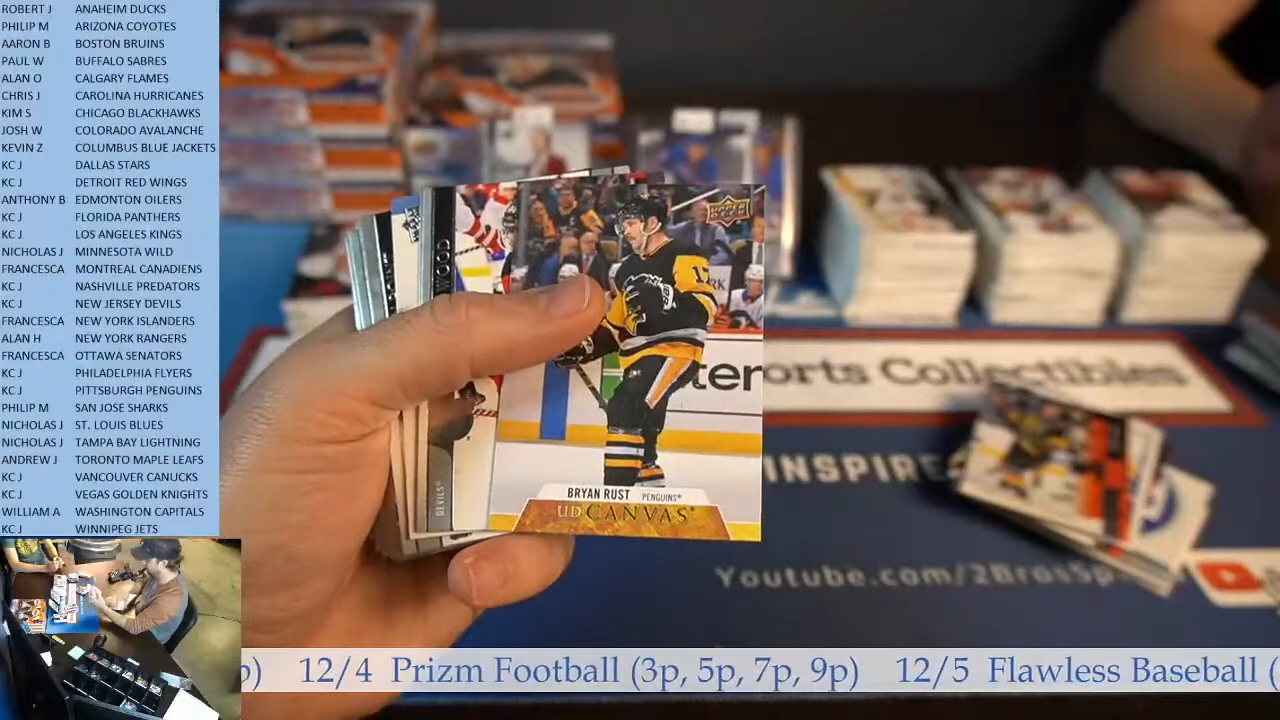 ROBERT J ANAHEIM DUCKS
PHILIP M ARIZONA COYOTES
AARON B BOSTON BRUINS
PAUL W BUFFALO SABRES
ALAN O CALGARY FLAMES
CHRIS J CAROLINA HURRICANES
KIM S CHICAGO BLACKHAWKS
JOSH W COLORADO AVALANCHE
KEVIN Z COLUMBUS BLUE JACKETS
KC J DALLAS STARS
KC J DETROIT RED WINGS
ANTHONY B EDMONTON OILERS
KC J FLORIDA PANTHERS
KC J LOS ANGELES KINGS
NICHOLAS J MINNESOTA WILD
FRANCESCA MONTREAL CANADIENS
KC J NASHVILLE PREDATORS
KC J NEW JERSEY DEVILS
FRANCESCA NEW YORK ISLANDERS
ALAN H NEW YORK RANGERS
FRANCESCA OTTAWA SENATORS
KC J PHILADELPHIA FLYERS
KC J PITTSBURGH PENGUINS
PHILIP M SAN JOSE SHARKS
NICHOLAS J ST. LOUIS BLUES
NICHOLAS J TAMPA BAY LIGHTNING
ANDREW J TORONTO MAPLE LEAFS
KC J VANCOUVER CANUCKS
KC J VEGAS GOLDEN KNIGHTS
WILLIAM A WASHINGTON CAPITALS
KC J WINNIPEG JETS
UPPER DECK
17
WOOD
DEVILS
BRYAN RUST PENGUINS
UD CANVAS
orts Collectibles
INSPIRE
Youtube.com/2BrosSp
p) 12/4 Prizm Football (3p, 5p, 7p, 9p) 12/5 Flawless Baseball (